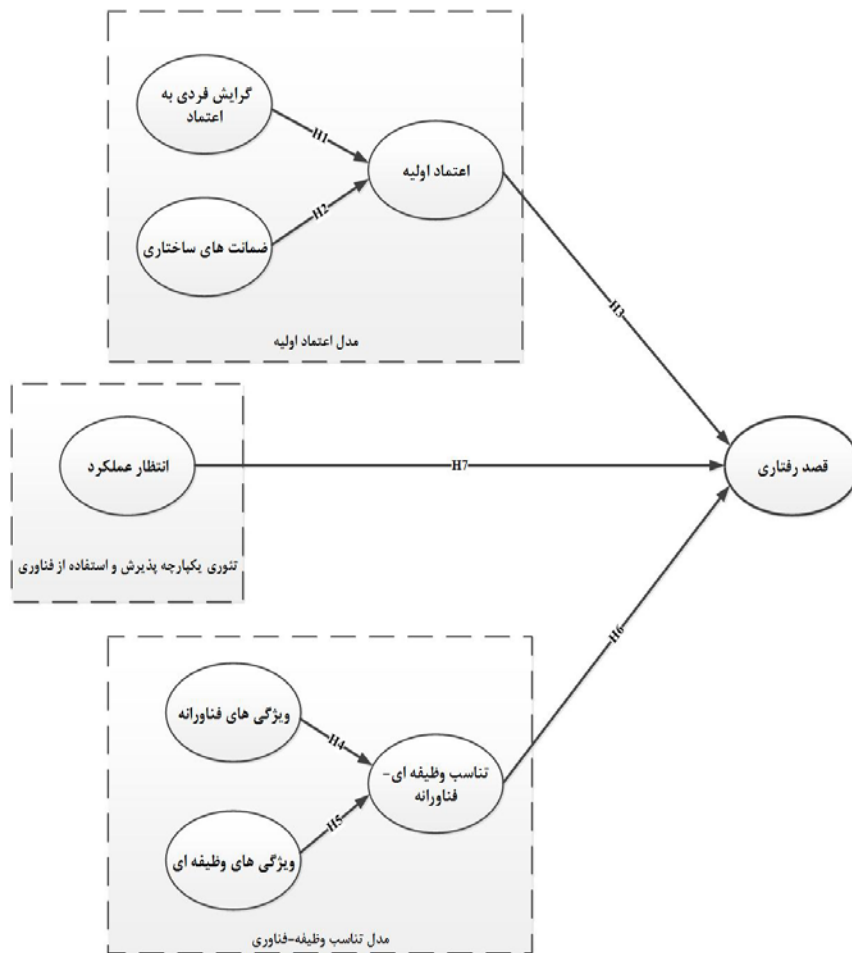 گرایش فردی به
اعتماد
H1
اعتماد اولیه
H2
ضمانت های ساختاری
H3
مدل اعتماد اولیه
انتظار عملکرد
H7
قصد رفتاری
تئوری یکپارچه پذیرش و استفاده از فناوری
H6
ویژگی های فناورانه
H4
تناسب وظیفه ای-
فناورانه
H5
ویژگی های وظیفه ای
مدل تناسب وظیفه-فناوری